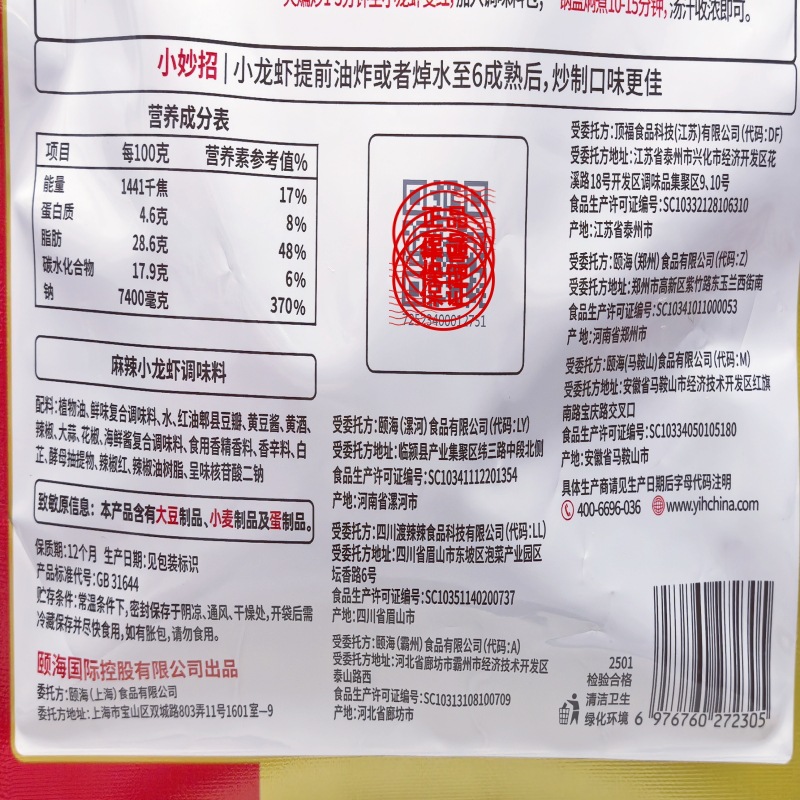 锅盖焖煮10-15分钟，汤汁收浓即可。
小妙招 | 小龙虾提前油炸或者焯水至6成熟后，炒制口味更佳
营养成分表
项目 每100克 营养素参考值%
能量 1441千焦 17%
蛋白质 4.6克 8%
脂肪 28.6克 48%
碳水化合物 17.9克 6%
钠 7400毫克 370%
麻辣小龙虾调味料
配料：植物油、鲜味复合调味料、水、红油郫县豆瓣、黄豆酱、黄酒、
辣椒、大蒜、花椒、海鲜酱复合调味料、食用香精香料、香辛料、白
芷、酵母抽提物、辣椒红、辣椒油树脂、呈味核苷酸二钠
致敏原信息：本产品含有大豆制品、小麦制品及蛋制品。
保质期：12个月 生产日期：见包装标识
产品标准代号：GB 31644
贮存条件：常温条件下，密封保存于阴凉、通风、干燥处，开袋后需
冷藏保存并尽快食用，如有胀包，请勿食用。
颐海国际控股有限公司出品
委托方：颐海（上海）食品有限公司
委托方地址：上海市宝山区双城路803弄11号1601室-9
正品
72523400012751
受委托方：颐海（漯河）食品有限公司（代码：LY）
受委托方地址：临颍县产业集聚区纬三路中段北侧
食品生产许可证编号：SC10341112201354
产地：河南省漯河市
受委托方：四川渡辣辣食品科技有限公司（代码：LL）
受委托方地址：四川省眉山市东坡区泡菜产业园区
坛香路6号
食品生产许可证编号：SC10351140200737
产地：四川省眉山市
受委托方：颐海（霸州）食品有限公司（代码：A）
受委托方地址：河北省廊坊市霸州市经济技术开发区
泰山路西
食品生产许可证编号：SC10313108100709
产地：河北省廊坊市
受委托方：顶福食品科技（江苏）有限公司（代码：DF）
受委托方地址：江苏省泰州市兴化市经济开发区花
溪路18号开发区调味品集聚区9、10号
食品生产许可证编号：SC10332128106310
产地：江苏省泰州市
受委托方：颐海（郑州）食品有限公司（代码：Z）
受委托方地址：郑州市高新区紫竹路东玉兰西街南
食品生产许可证编号：SC10341011000053
产地：河南省郑州市
受委托方：颐海（马鞍山）食品有限公司（代码：M）
受委托方地址：安徽省马鞍山市经济技术开发区红旗
南路宝庆路交叉口
食品生产许可证编号：SC10334050105180
产地：安徽省马鞍山市
具体生产商请见生产日期后字母代码注明
400-6696-036 www.yihchina.com
2501
检验合格
清洁卫生
绿化环境
6 976760 272305